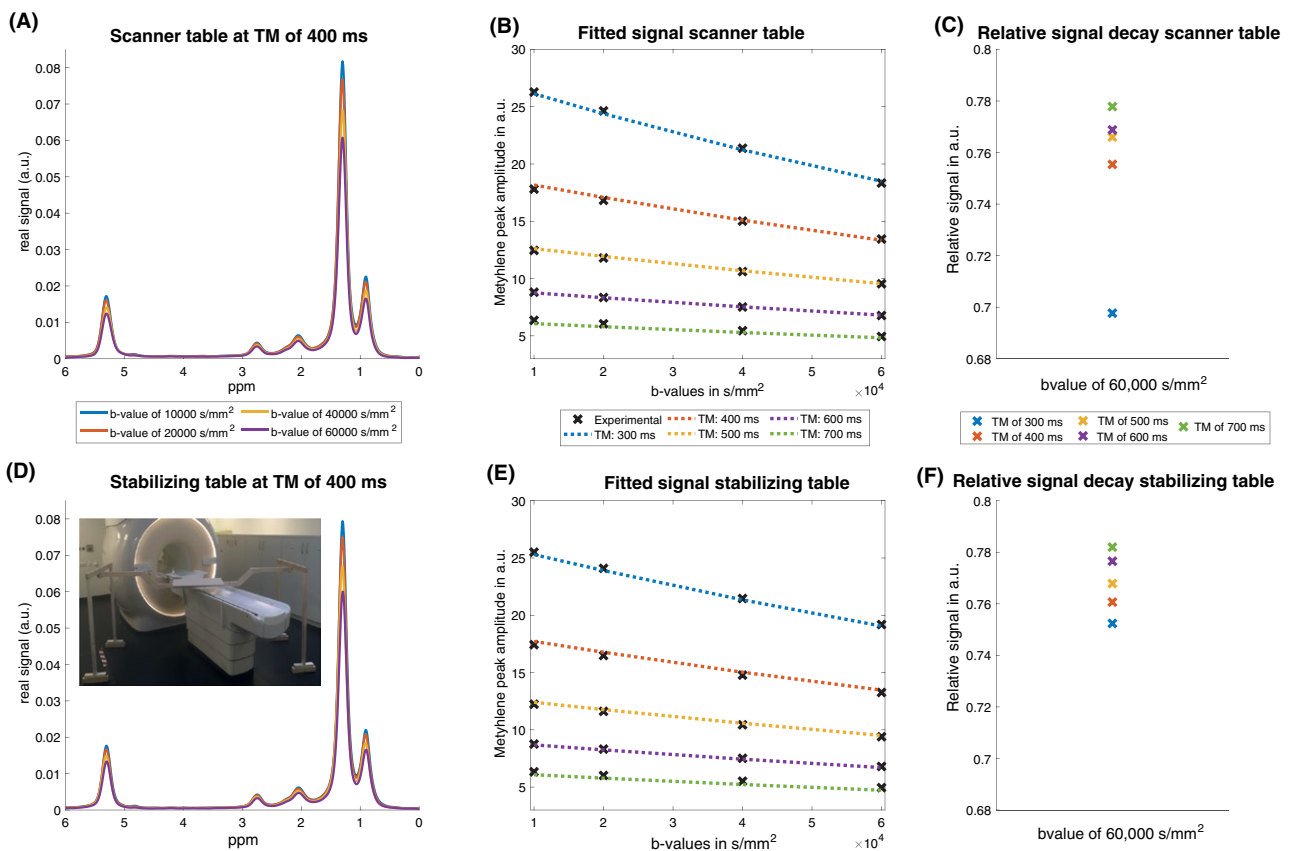 (A)
Scanner table at TM of 400 ms
real signal (a.u.)
0.08
0.07
0.06
0.05
0.04
0.03
0.02
0.01
0
6 5 4 3 2 1 0
ppm
b-value of 10000 s/mm²
b-value of 40000 s/mm²
b-value of 20000 s/mm²
b-value of 60000 s/mm²
(B)
Fitted signal scanner table
Metyhlene peak amplitude in a.u.
30
25
20
15
10
5
1 2 3 4 5 6
b-values in s/mm²
×10⁴
Experimental
TM: 400 ms
TM: 600 ms
TM: 300 ms
TM: 500 ms
TM: 700 ms
(C)
Relative signal decay scanner table
Relative signal in a.u.
0.8
0.78
0.76
0.74
0.72
0.7
0.68
bvalue of 60,000 s/mm²
TM of 300 ms
TM of 500 ms
TM of 700 ms
TM of 400 ms
TM of 600 ms
(D)
Stabilizing table at TM of 400 ms
real signal (a.u.)
0.08
0.07
0.06
0.05
0.04
0.03
0.02
0.01
0
6 5 4 3 2 1 0
ppm
(E)
Fitted signal stabilizing table
Metyhlene peak amplitude in a.u.
30
25
20
15
10
5
1 2 3 4 5 6
b-values in s/mm²
×10⁴
(F)
Relative signal decay stabilizing table
Relative signal in a.u.
0.8
0.78
0.76
0.74
0.72
0.7
0.68
bvalue of 60,000 s/mm²